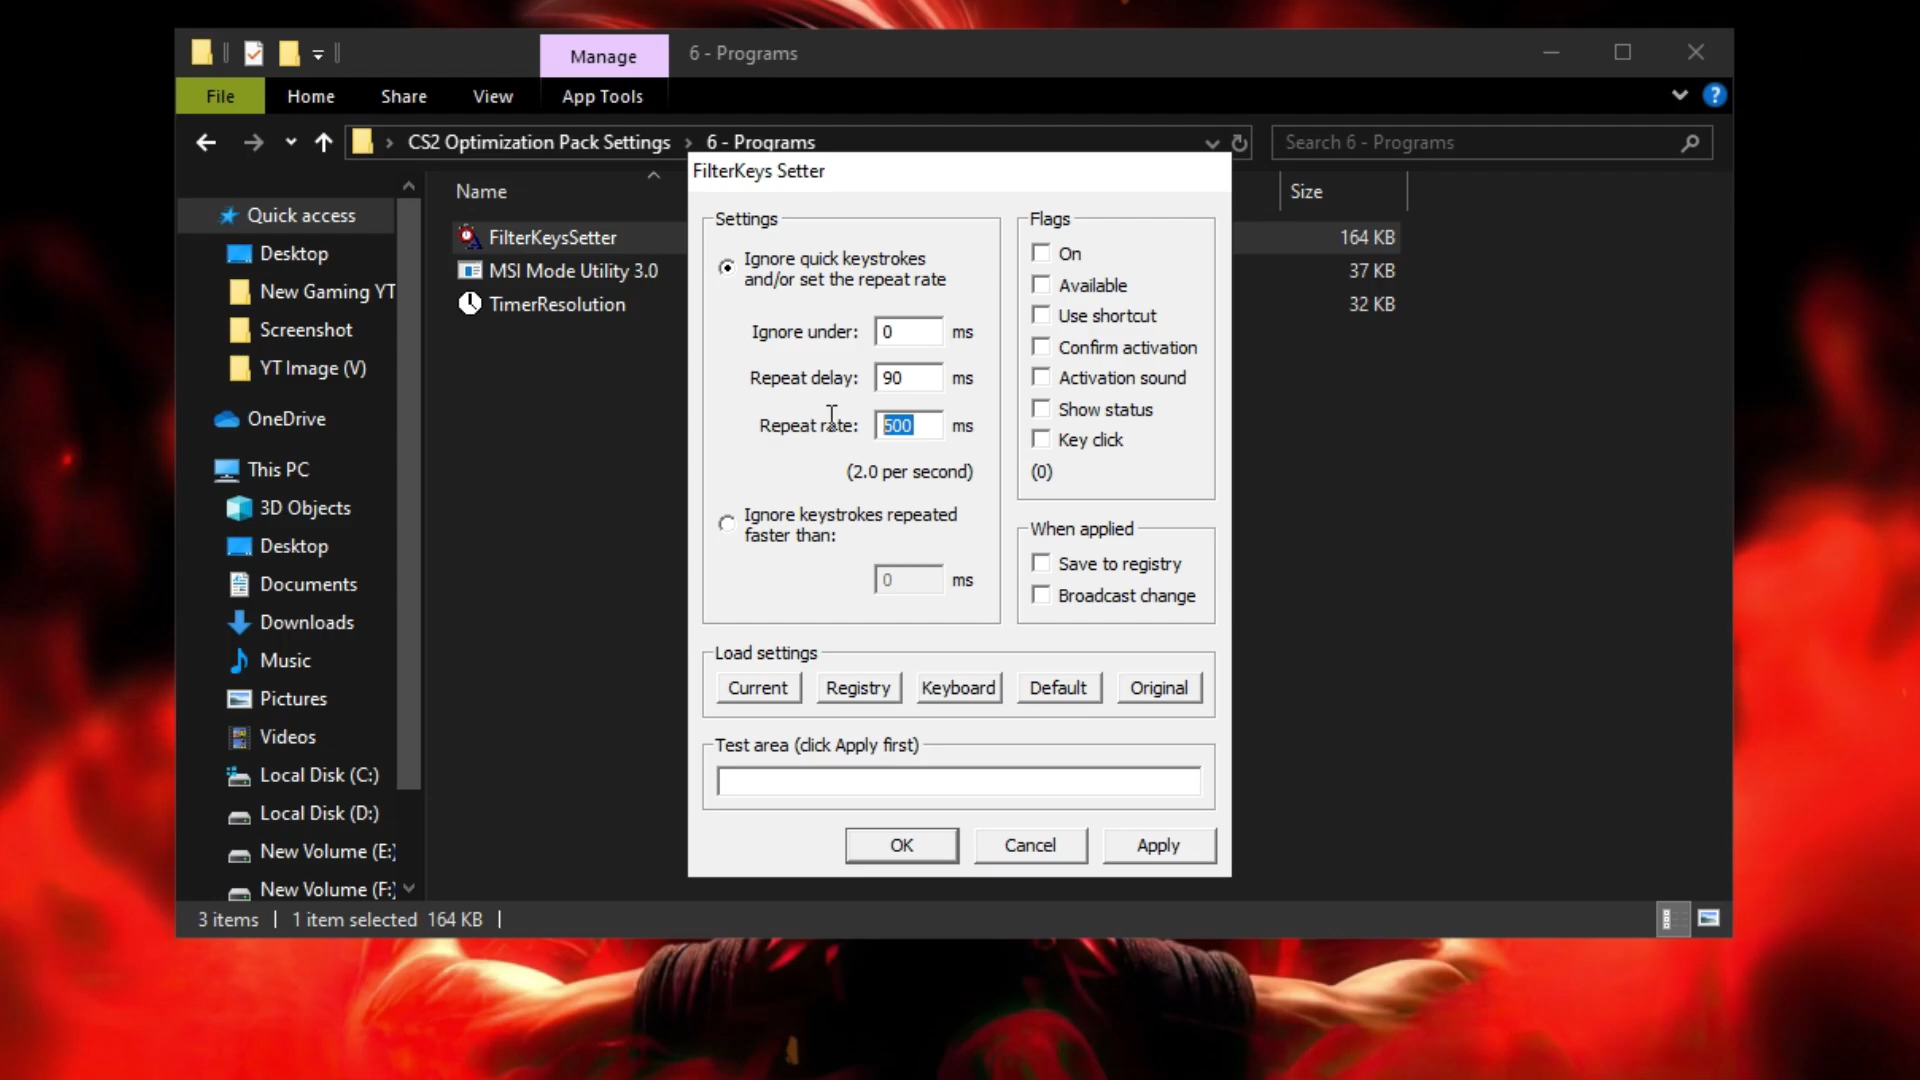 Manage
6 - Programs
File
Home
Share
View
App Tools
?
CS2 Optimization Pack Settings
6 - Programs
Search 6 - Programs
Name
Size
Quick access
Desktop
New Gaming YT
Screenshot
YT Image (V)
OneDrive
This PC
3D Objects
Desktop
Documents
Downloads
Music
Pictures
Videos
Local Disk (C:)
Local Disk (D:)
New Volume (E:)
New Volume (F:)
FilterKeysSetter
164 KB
MSI Mode Utility 3.0
37 KB
TimerResolution
32 KB
FilterKeys Setter
Settings
Ignore quick keystrokes
and/or set the repeat rate
Ignore under: 0 ms
Repeat delay: 90 ms
Repeat rate: 500 ms
(2.0 per second)
Ignore keystrokes repeated
faster than:
0 ms
Flags
On
Available
Use shortcut
Confirm activation
Activation sound
Show status
Key click
(0)
When applied
Save to registry
Broadcast change
Load settings
Current
Registry
Keyboard
Default
Original
Test area (click Apply first)
OK
Cancel
Apply
3 items
1 item selected 164 KB